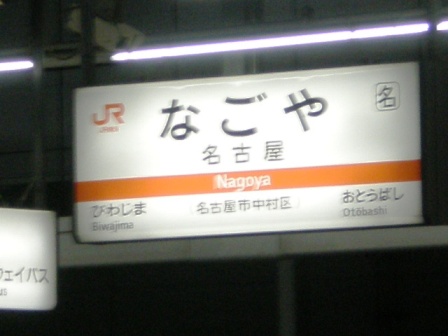 JR
名
なごや
名古屋
Nagoya
びわじま
Biwajima
名古屋市中村区
おとうばし
Otōbashi
ウェイバス